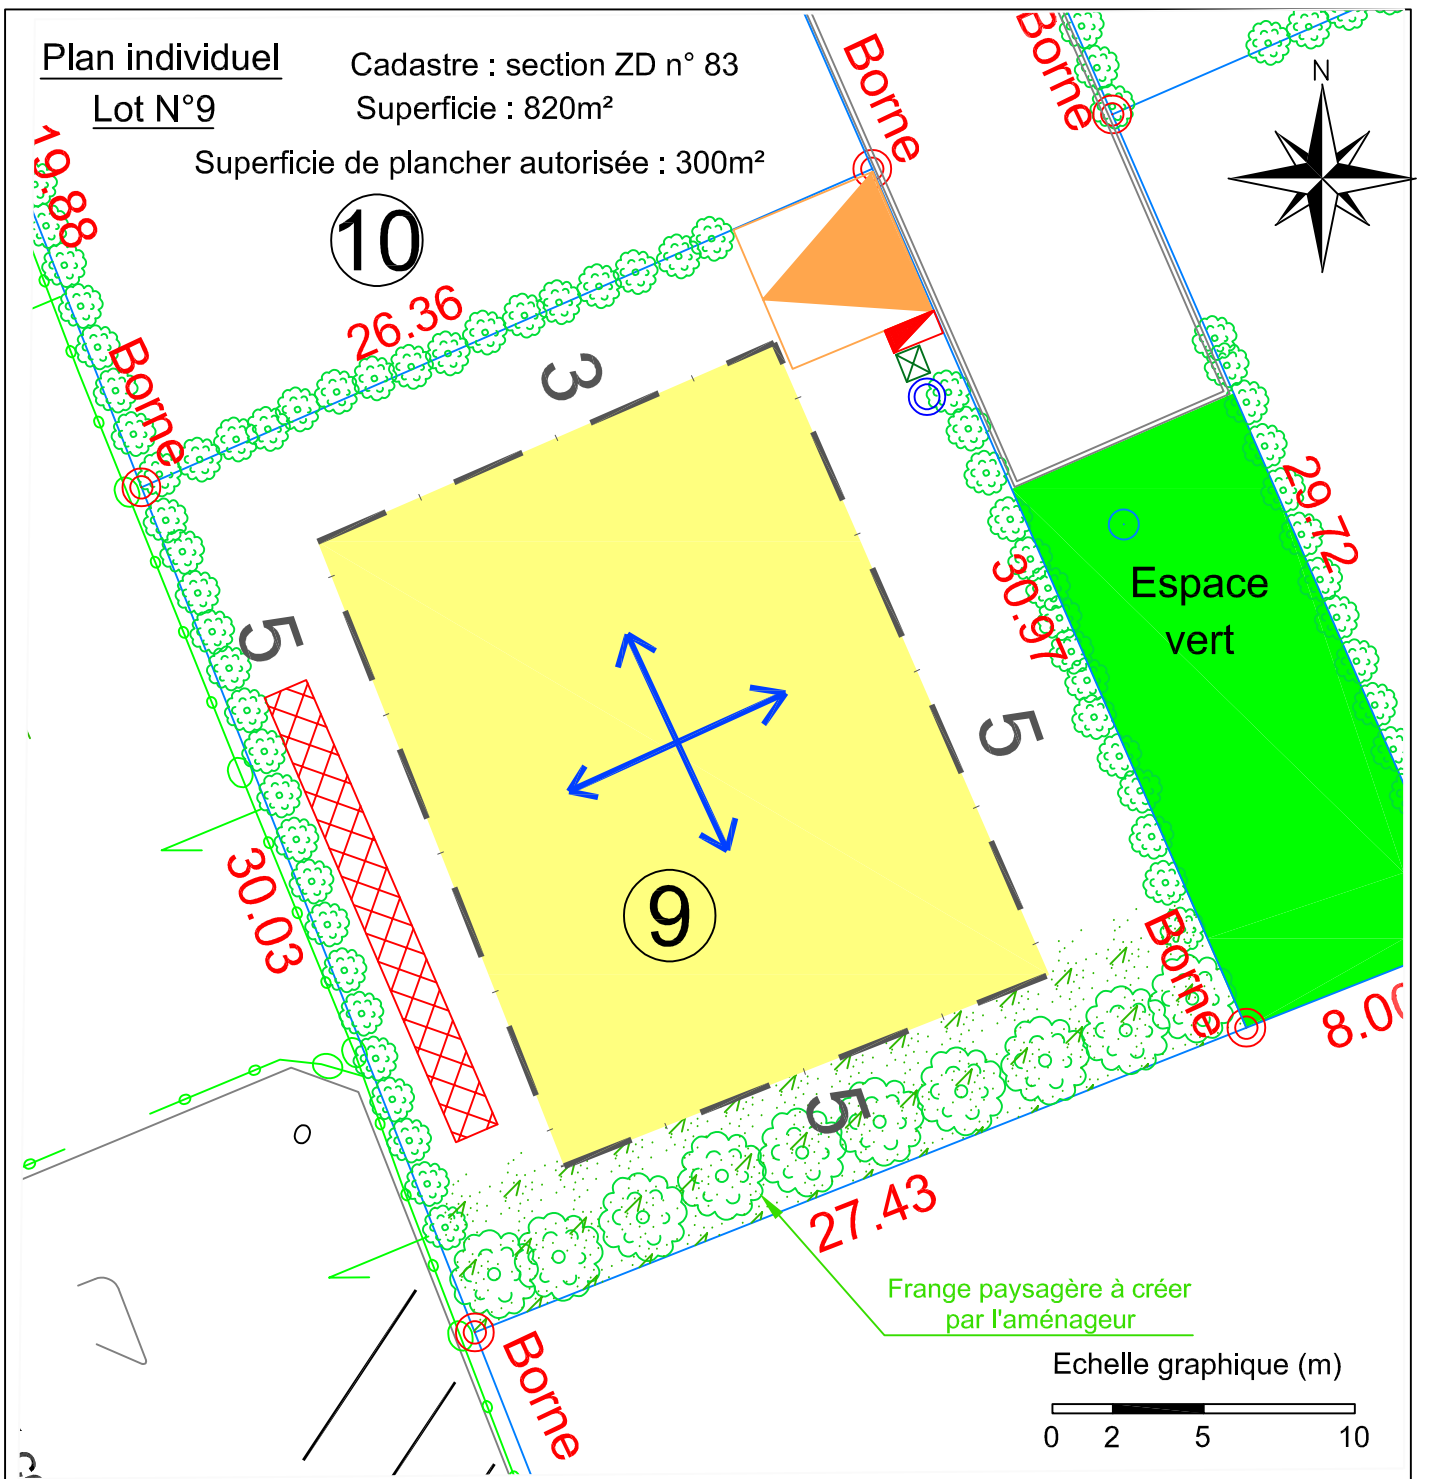 Plan individuel
Lot N°9
Cadastre : section ZD n° 83
Superficie : 820m²
Superficie de plancher autorisée : 300m²
Borne
Borne
N
19.88
10
26.36
Borne
3
29.72
30.97
Espace
vert
5
5
30.03
9
Borne
8.00
5
27.43
Frange paysagère à créer
par l'aménageur
Borne
Echelle graphique (m)
0 2 5 10